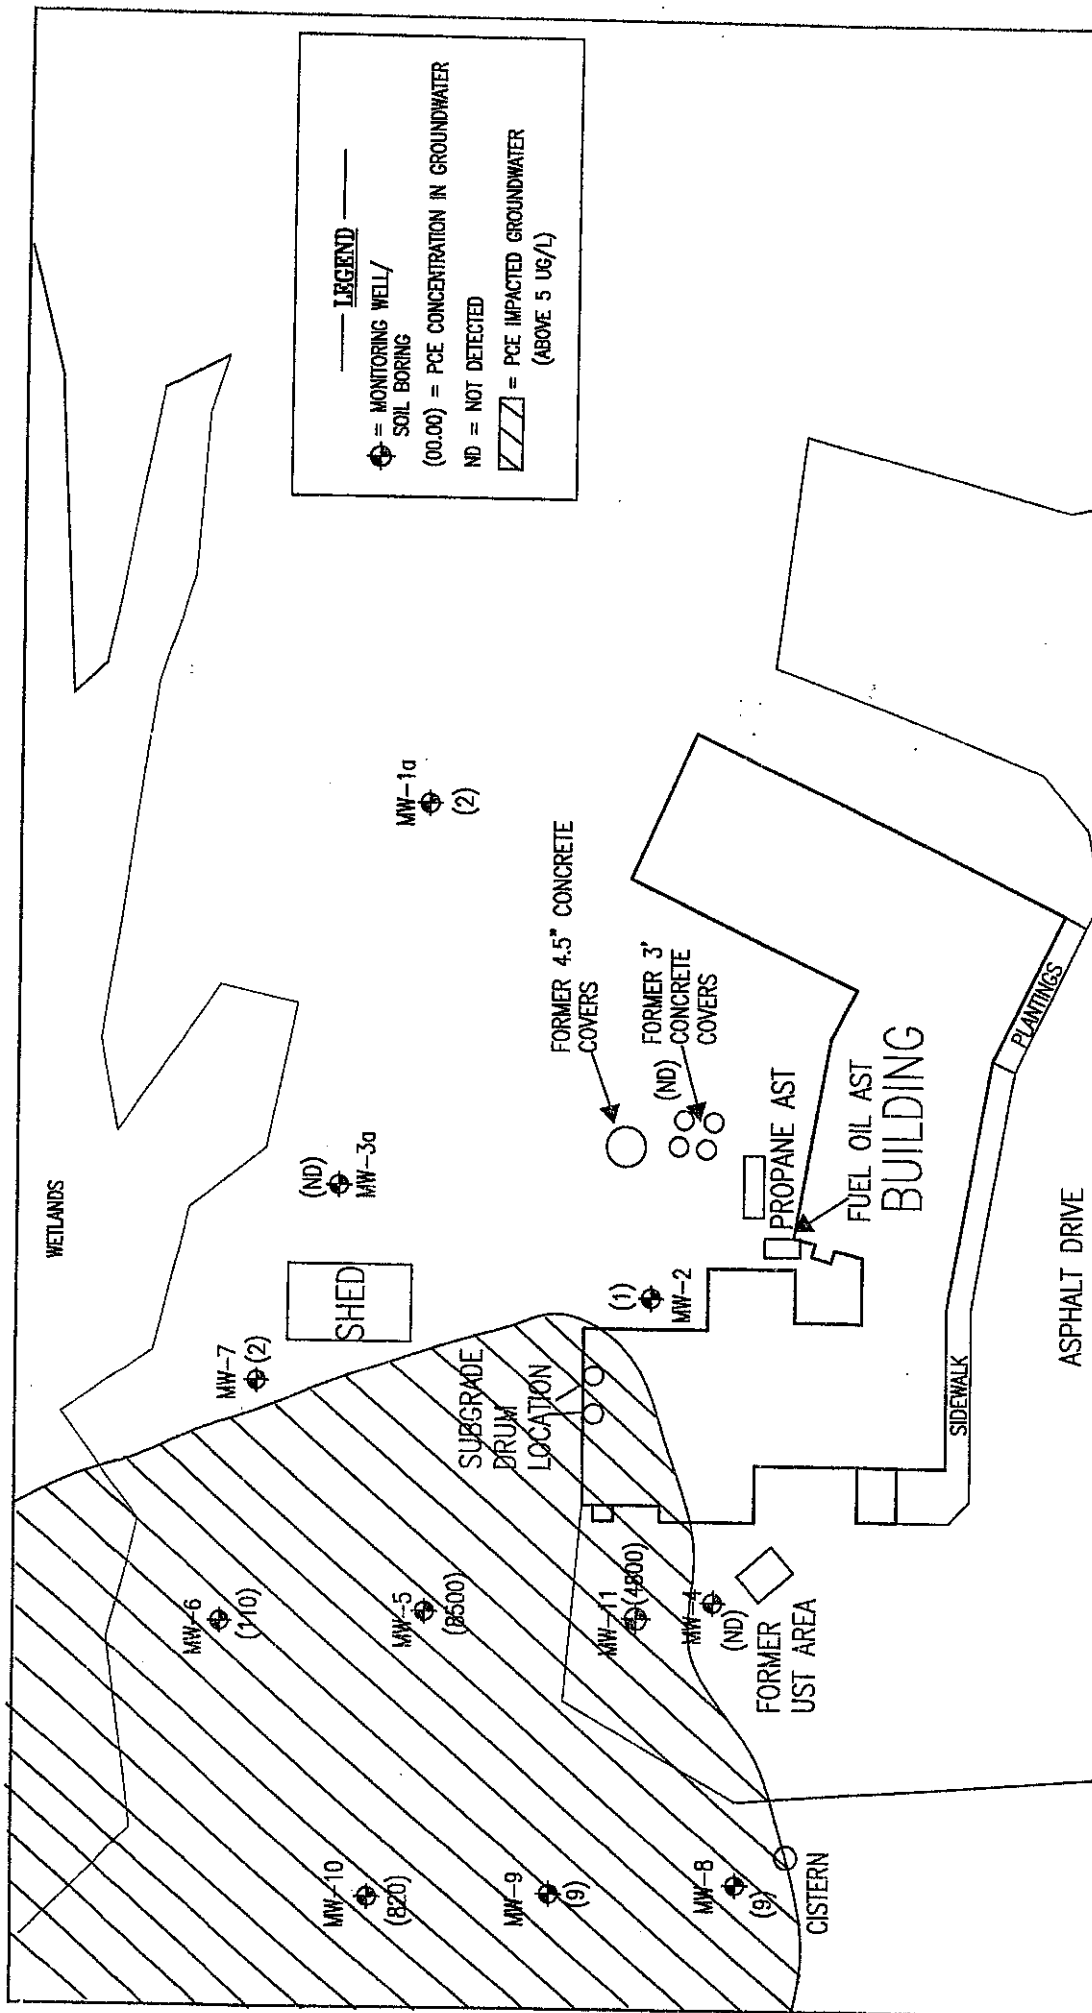 WETLANDS
LEGEND
= MONITORING WELL/
SOIL BORING
(00.00) = PCE CONCENTRATION IN GROUNDWATER
ND = NOT DETECTED
= PCE IMPACTED GROUNDWATER
(ABOVE 5 UG/L)
MW-6
(110)
MW-7
(2)
SHED
(ND)
MW-3a
MW-1a
(2)
MW-10
(820)
MW-5
(8500)
SUBGRADE
DRUM
LOCATION
FORMER 4.5" CONCRETE
COVERS
MW-9
(9)
MW-11
(4800)
(1)
MW-2
(ND)
FORMER 3'
CONCRETE
COVERS
MW-8
(9)
MW-4
(ND)
PROPANE AST
CISTERN
FORMER
UST AREA
FUEL OIL AST
BUILDING
SIDEWALK
PLANTINGS
ASPHALT DRIVE